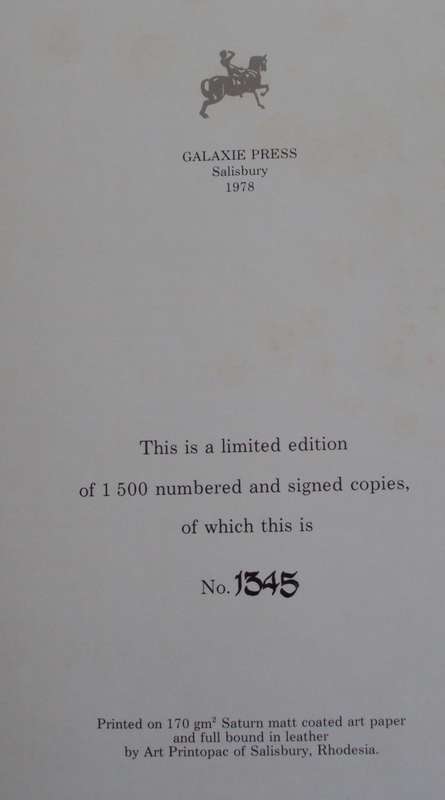 GALAXIE PRESS
Salisbury
1978
This is a limited edition
of 1 500 numbered and signed copies,
of which this is
No. 1345
Printed on 170 gm² Saturn matt coated art paper
and full bound in leather
by Art Printopac of Salisbury, Rhodesia.